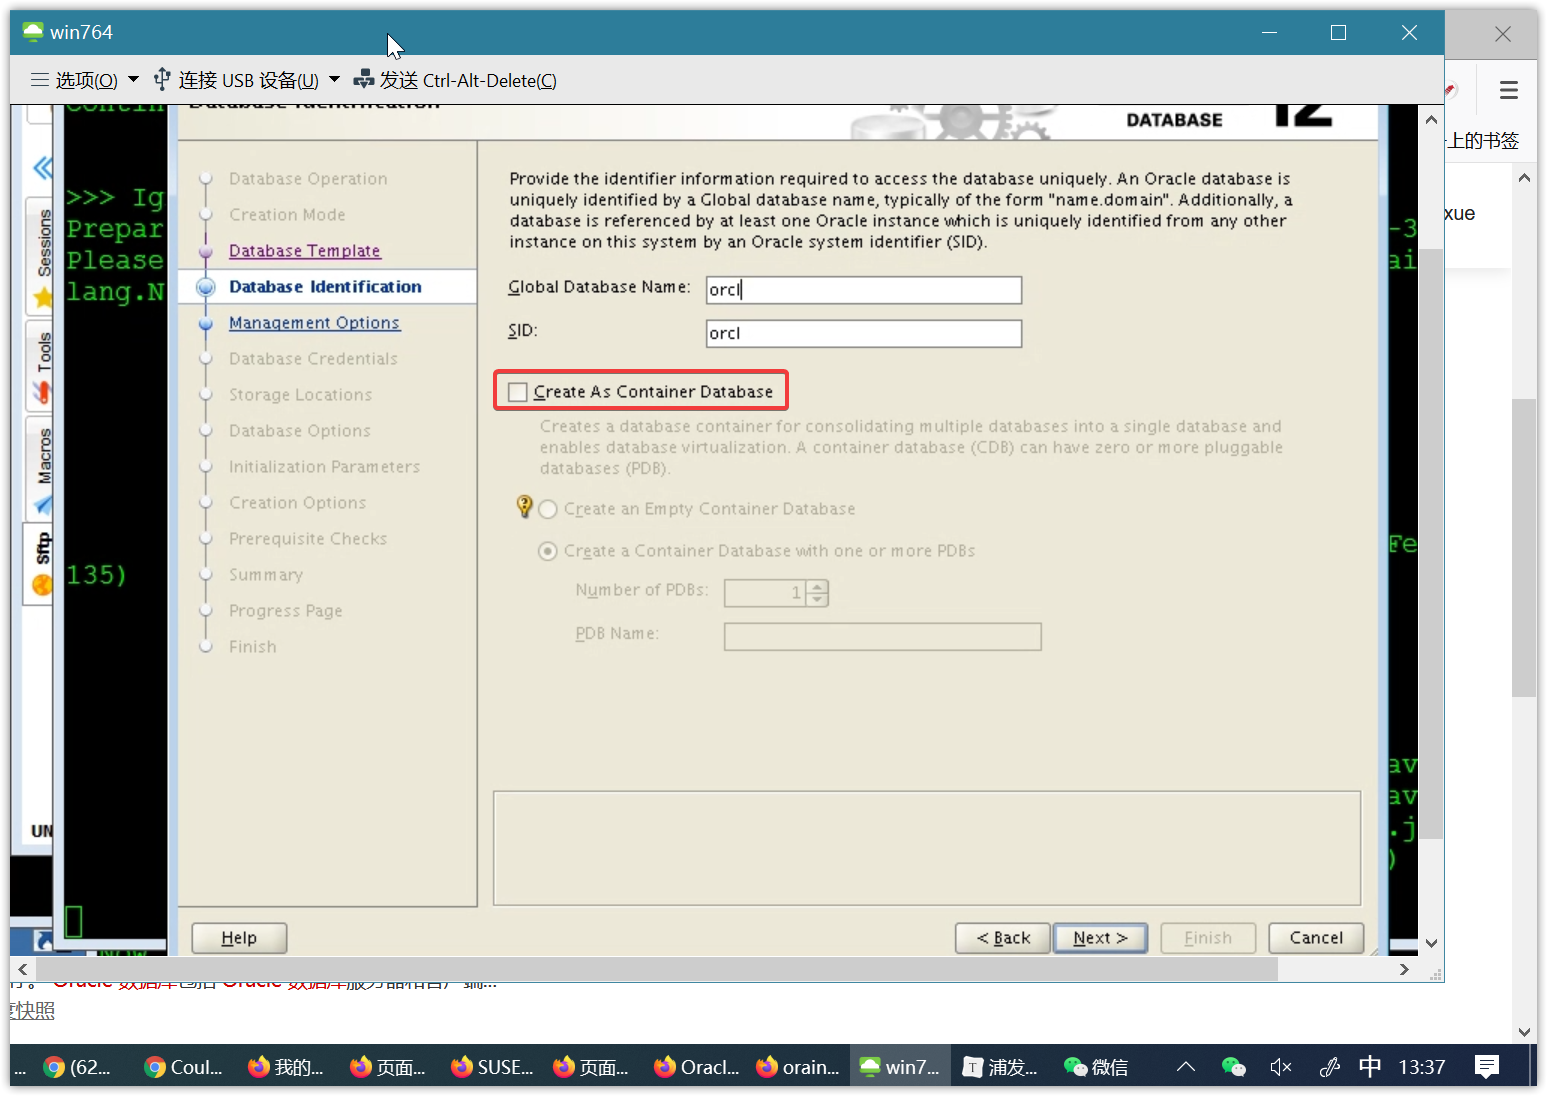 win764
选项(O) 连接 USB 设备(U) 发送 Ctrl-Alt-Delete(C)
Database Identification
DATABASE 12
上的书签
xue
Contin
>>> Ig
Prepar
Please
lang.N
135)
Sessions
Tools
Macros
Sftp
UN
-3
ai
Fe
av
av
.j
)
Database Operation
Creation Mode
Database Template
Database Identification
Management Options
Database Credentials
Storage Locations
Database Options
Initialization Parameters
Creation Options
Prerequisite Checks
Summary
Progress Page
Finish
Provide the identifier information required to access the database uniquely. An Oracle database is
uniquely identified by a Global database name, typically of the form "name.domain". Additionally, a
database is referenced by at least one Oracle instance which is uniquely identified from any other
instance on this system by an Oracle system identifier (SID).
Global Database Name: orcl
SID: orcl
Create As Container Database
Creates a database container for consolidating multiple databases into a single database and
enables database virtualization. A container database (CDB) can have zero or more pluggable
databases (PDB).
Create an Empty Container Database
Create a Container Database with one or more PDBs
Number of PDBs: 1
PDB Name:
Help < Back Next > Finish Cancel
Oracle 数据库包括 Oracle 数据库服务器和客户端...
快照
... (62... Coul... 我的... 页面... SUSE... 页面... Oracl... orain... win7... 浦发... 微信 中 13:37